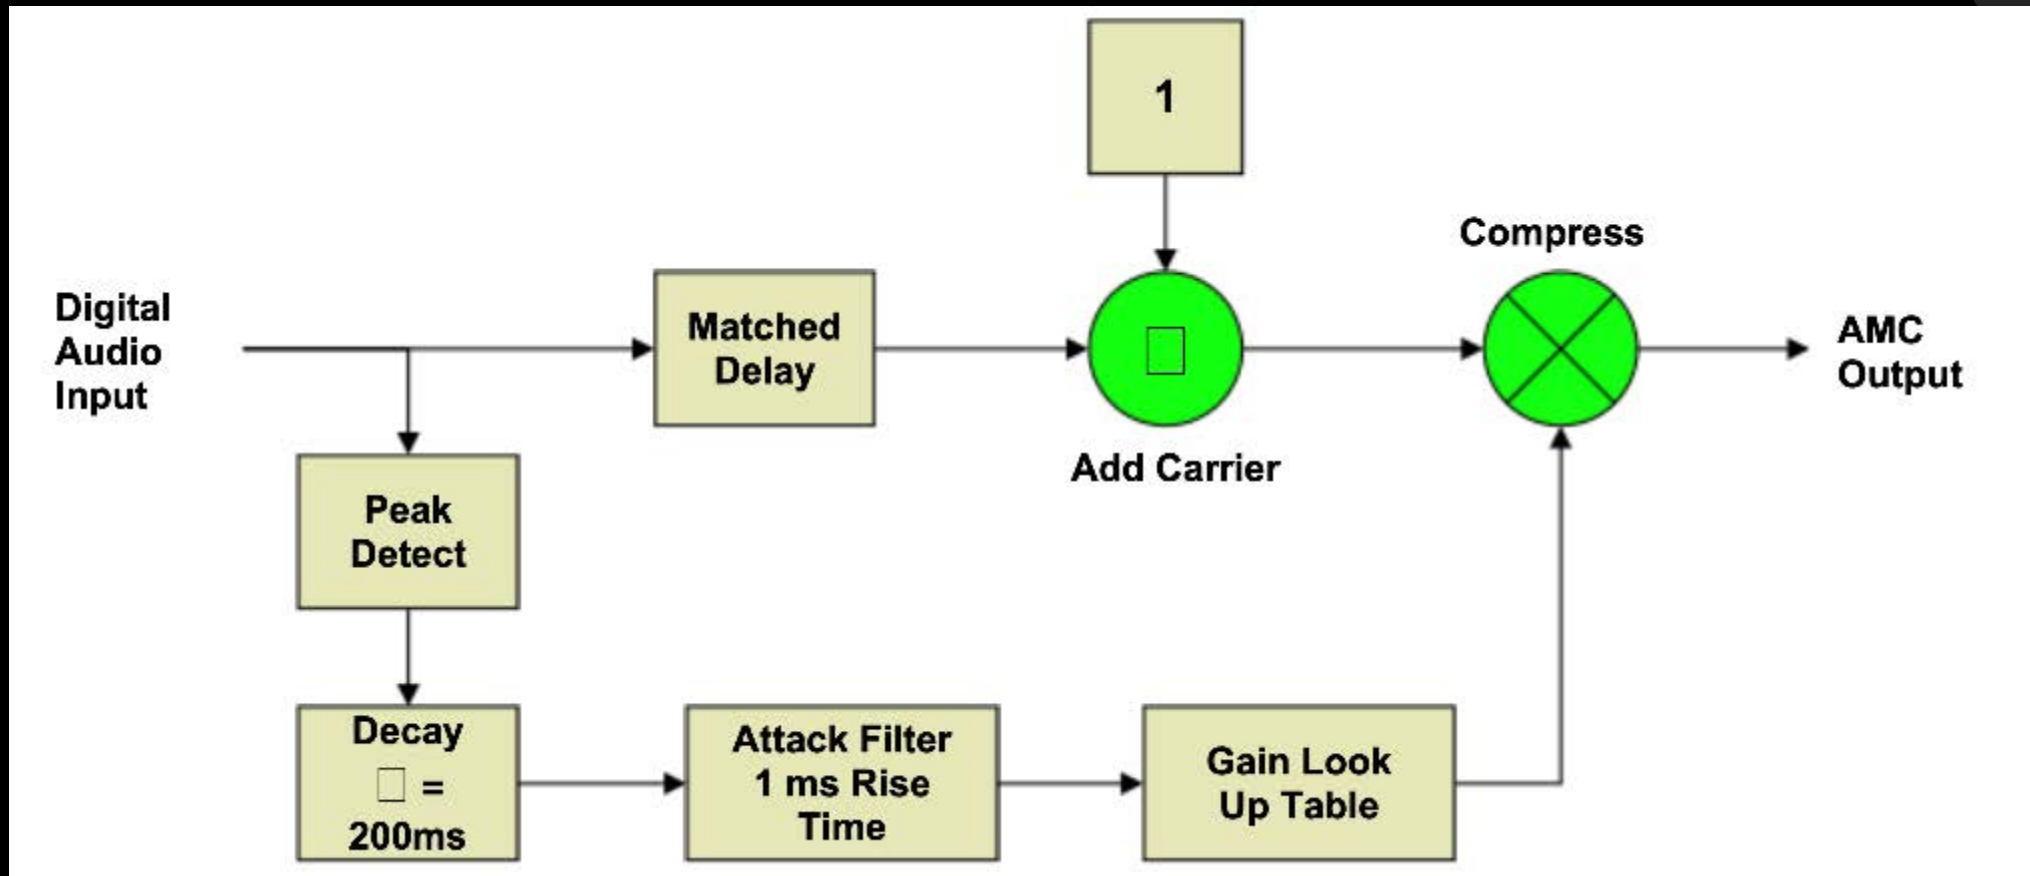 1
Compress
Digital
Audio
Input
Matched
Delay
□
AMC
Output
Add Carrier
Peak
Detect
Decay
□ =
200ms
Attack Filter
1 ms Rise
Time
Gain Look
Up Table